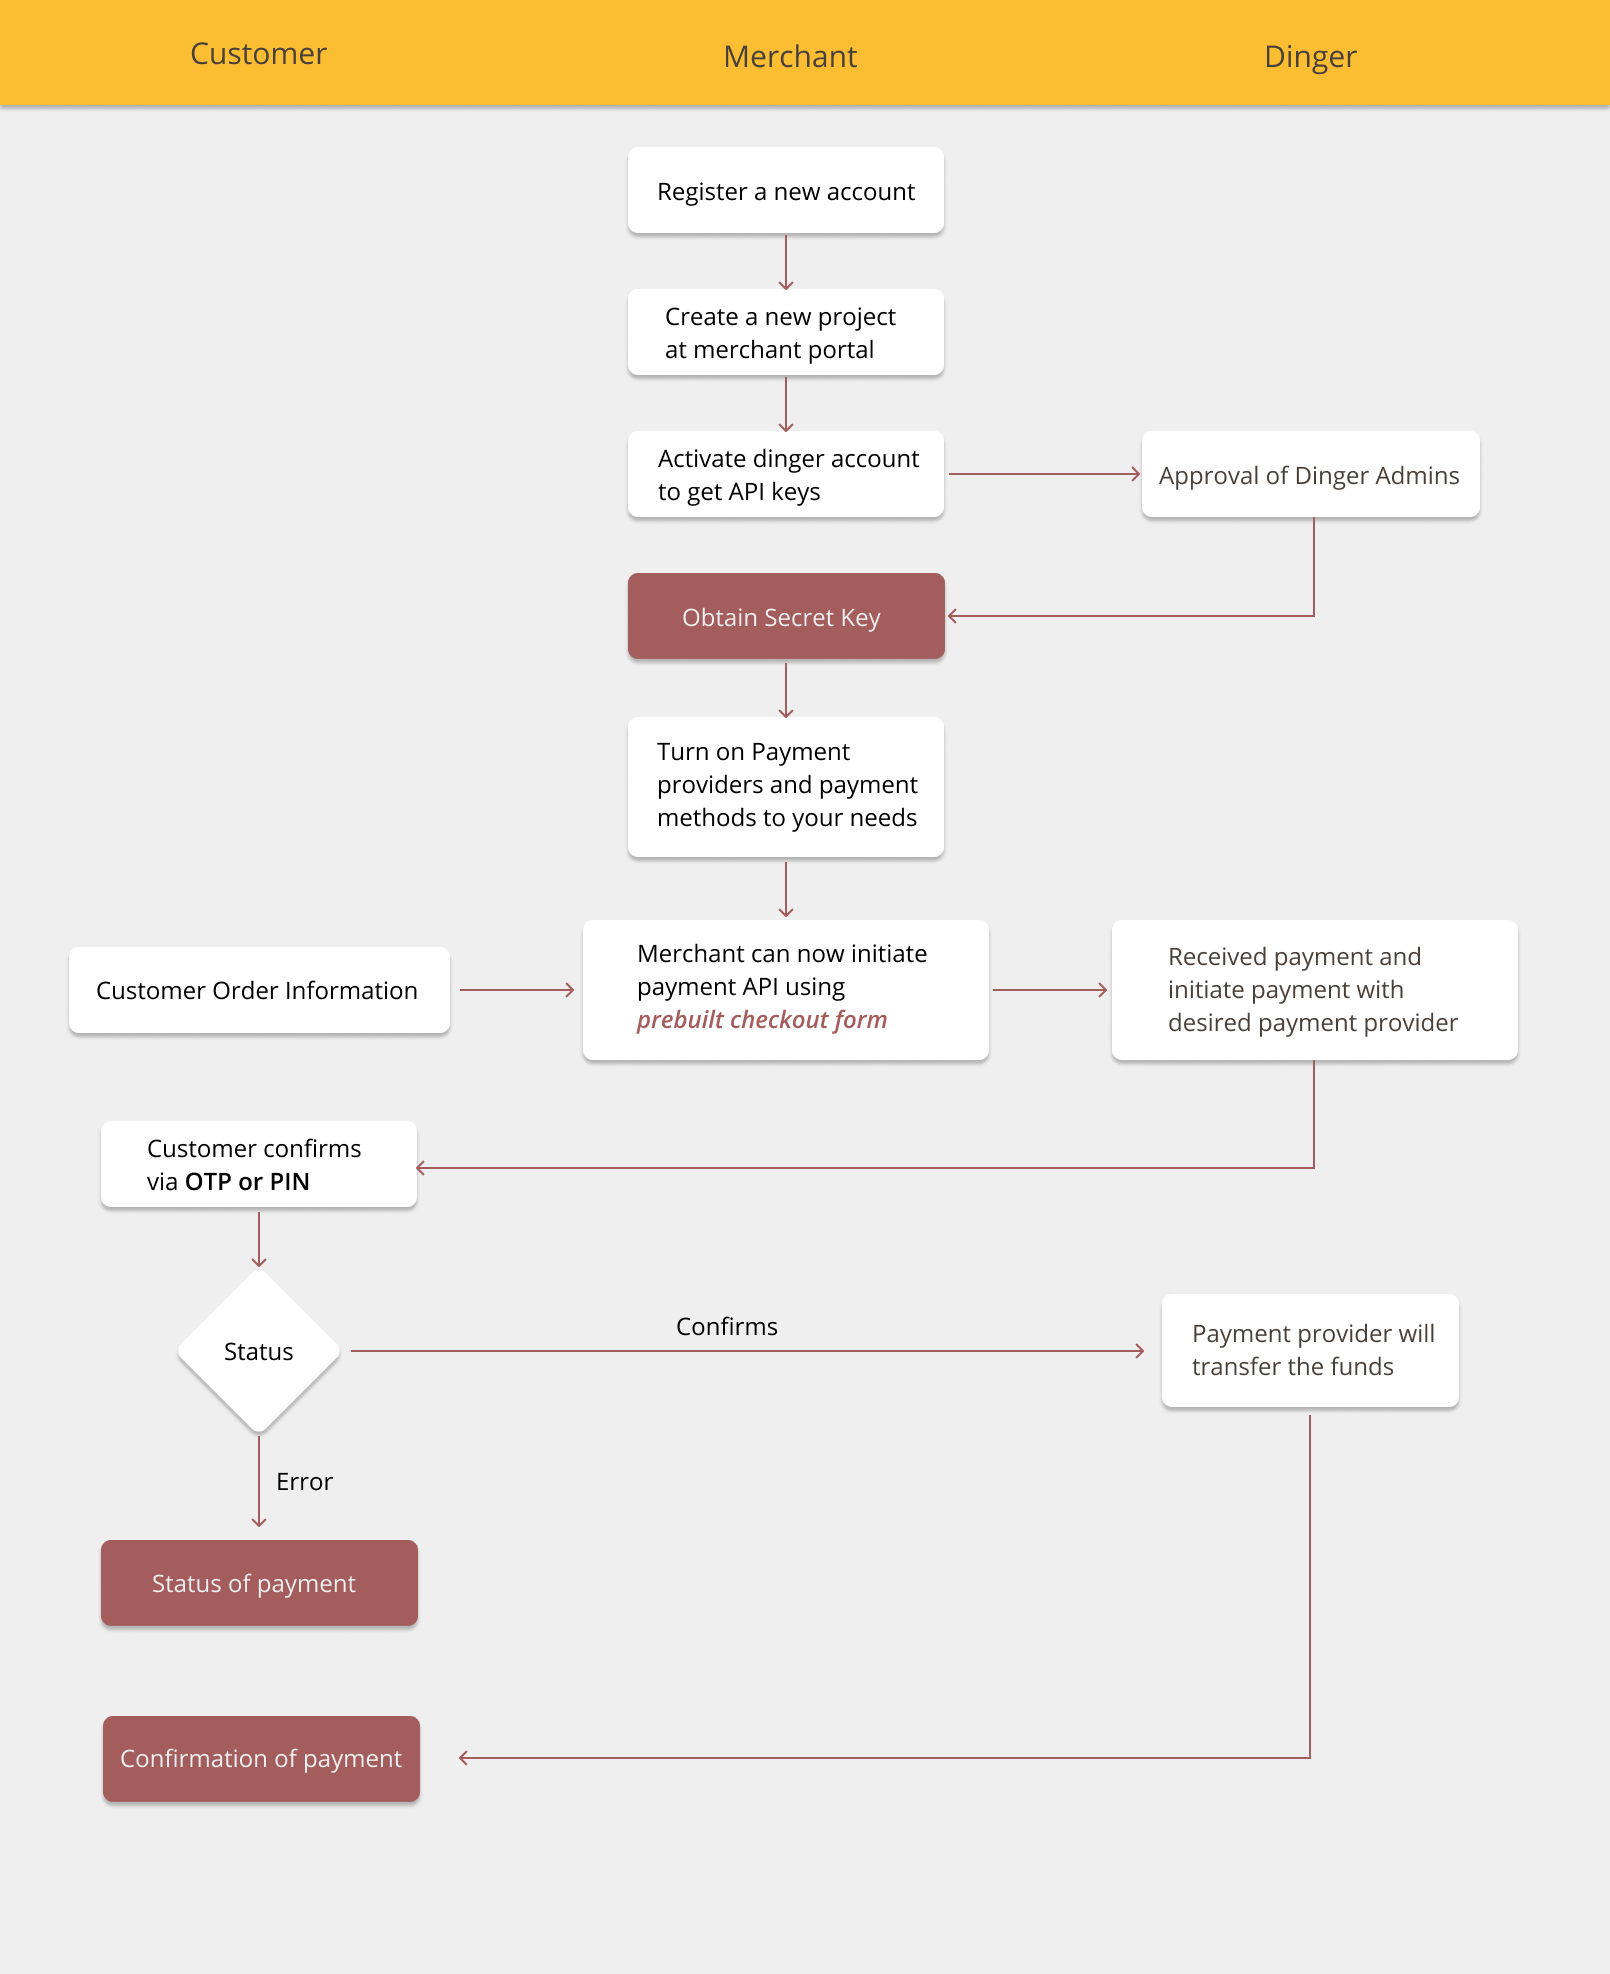 Customer
Merchant
Dinger
Register a new account
Create a new project
at merchant portal
Activate dinger account
to get API keys
Approval of Dinger Admins
Obtain Secret Key
Turn on Payment
providers and payment
methods to your needs
Customer Order Information
Merchant can now initiate
payment API using
prebuilt checkout form
Received payment and
initiate payment with
desired payment provider
Customer confirms
via OTP or PIN
Status
Confirms
Payment provider will
transfer the funds
Error
Status of payment
Confirmation of payment